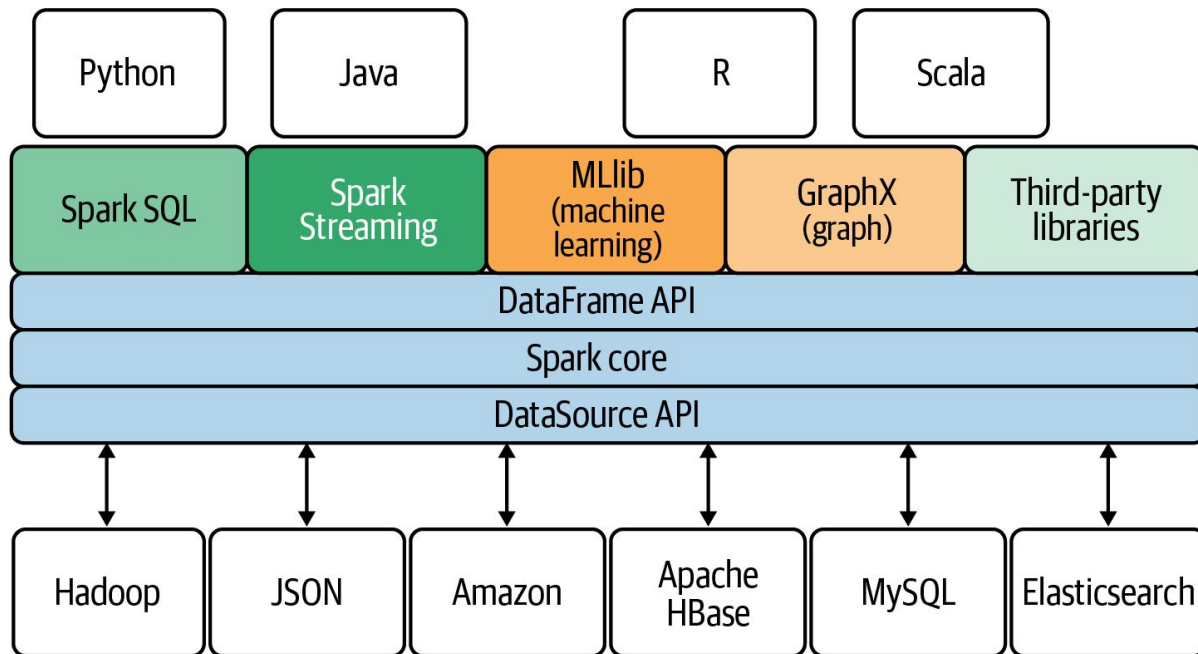 Python
Java
R
Scala
Spark SQL
Spark
Streaming
MLlib
(machine
learning)
GraphX
(graph)
Third-party
libraries
DataFrame API
Spark core
DataSource API
Hadoop
JSON
Amazon
Apache
HBase
MySQL
Elasticsearch